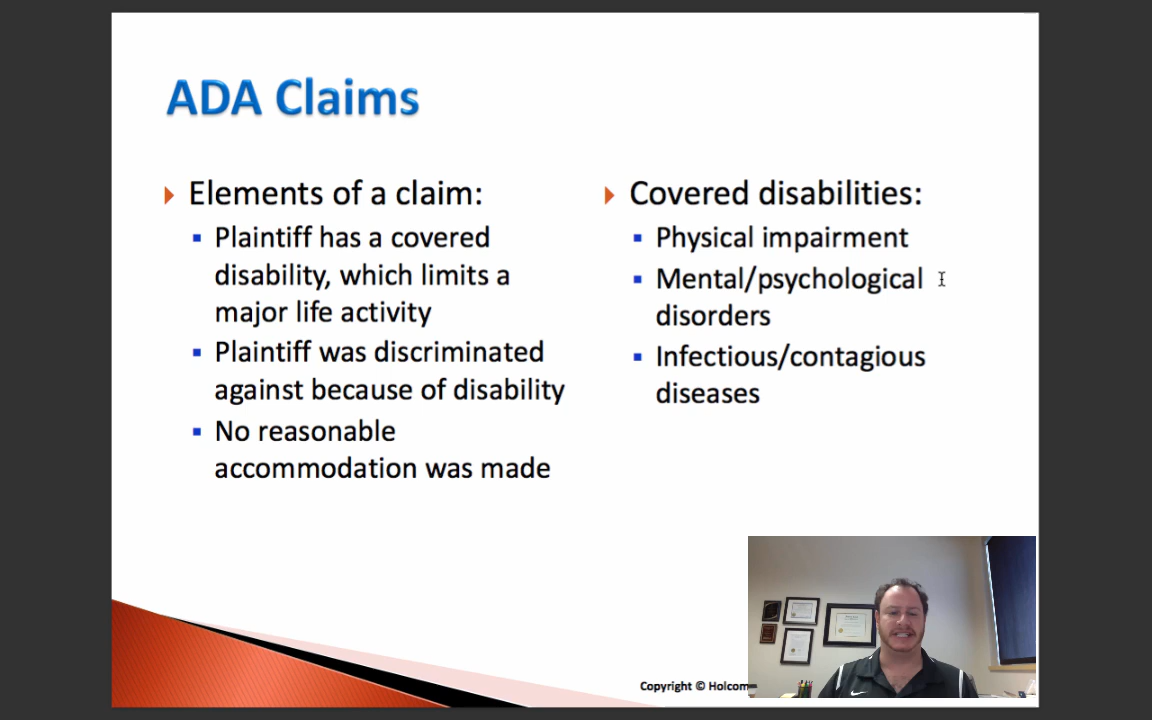 ADA Claims
Elements of a claim:
Plaintiff has a covered
disability, which limits a
major life activity
Plaintiff was discriminated
against because of disability
No reasonable
accommodation was made
Covered disabilities:
Physical impairment
Mental/psychological
disorders
Infectious/contagious
diseases
Copyright © Holcom